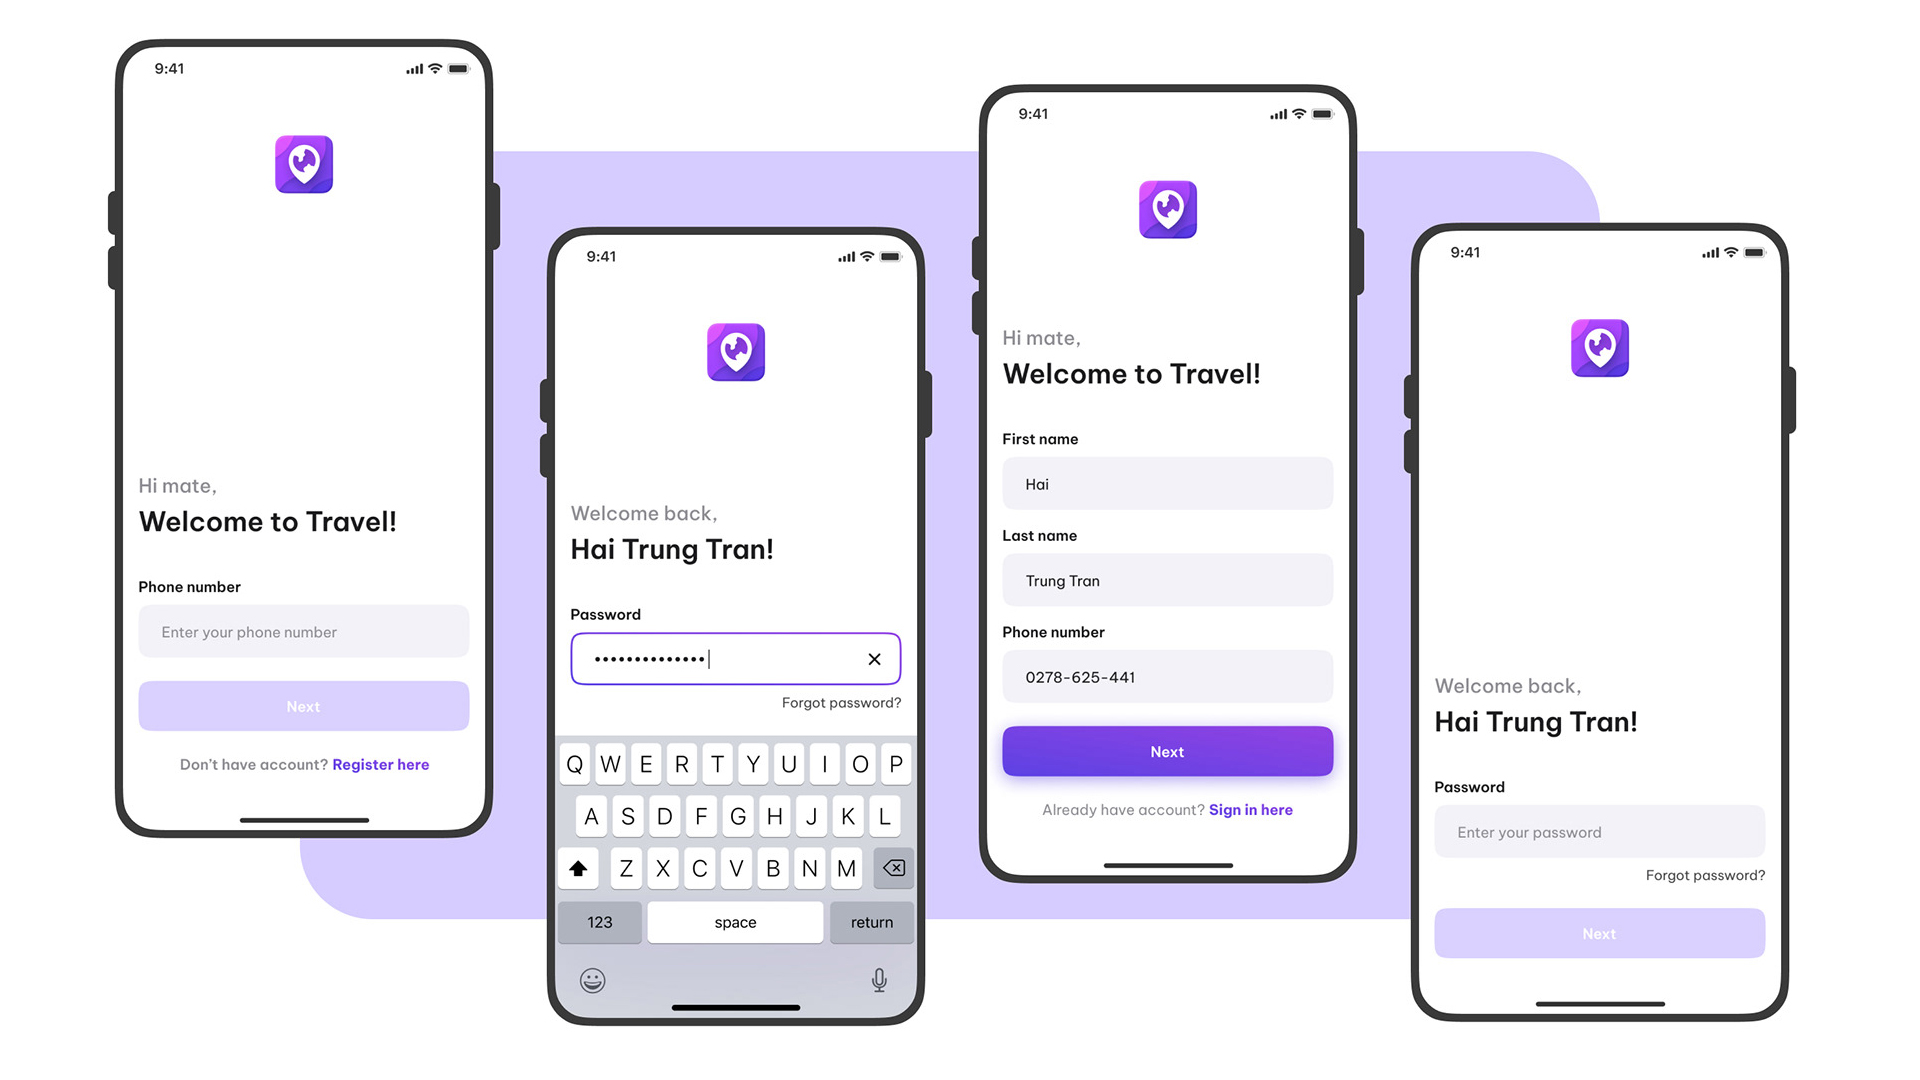 9:41
Hi mate,
Welcome to Travel!
Phone number
Enter your phone number
Next
Don't have account? Register here
9:41
Welcome back,
Hai Trung Tran!
Password
••••••••••••••
Forgot password?
Q W E R T Y U I O P
A S D F G H J K L
Z X C V B N M
123 space return
9:41
Hi mate,
Welcome to Travel!
First name
Hai
Last name
Trung Tran
Phone number
0278-625-441
Next
Already have account? Sign in here
9:41
Welcome back,
Hai Trung Tran!
Password
Enter your password
Forgot password?
Next